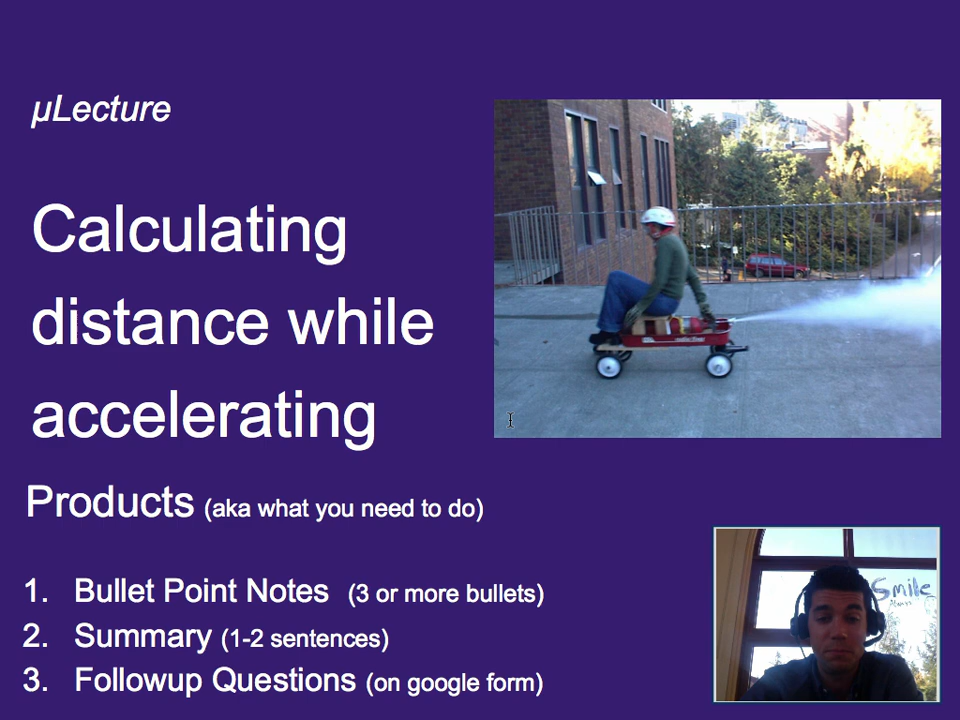 µLecture
Calculating
distance while
accelerating
Products (aka what you need to do)
1. Bullet Point Notes (3 or more bullets)
2. Summary (1-2 sentences)
3. Followup Questions (on google form)
Smile
Always